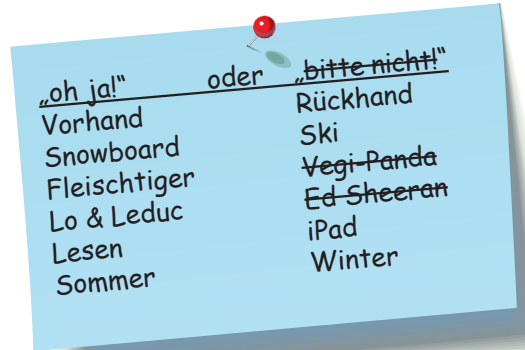 „oh ja!“ oder „bitte nicht!“
Vorhand Rückhand
Snowboard Ski
Fleischtiger Vegi-Panda
Lo & Leduc Ed Sheeran
Lesen iPad
Sommer Winter